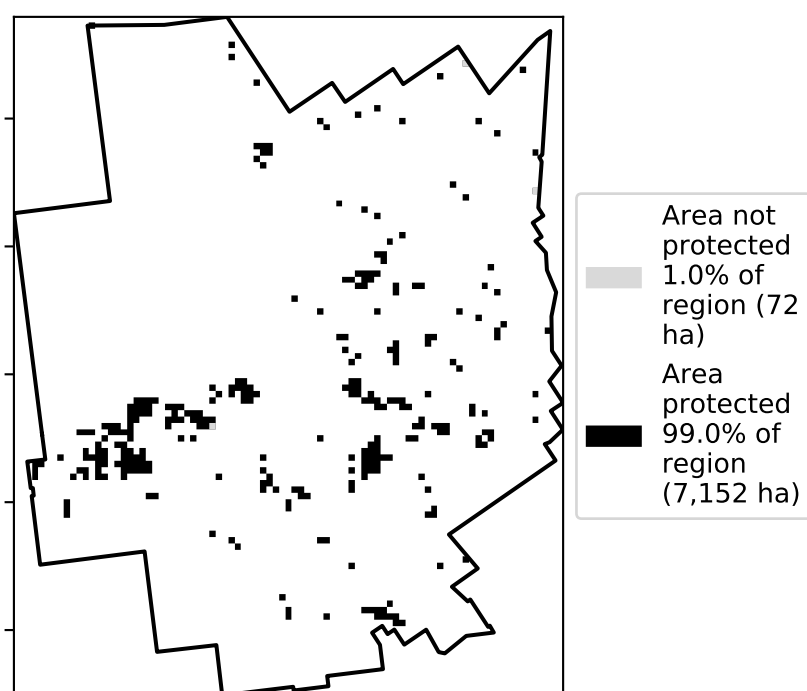 Area not
protected
1.0% of
region (72
ha)
Area
protected
99.0% of
region
(7,152 ha)